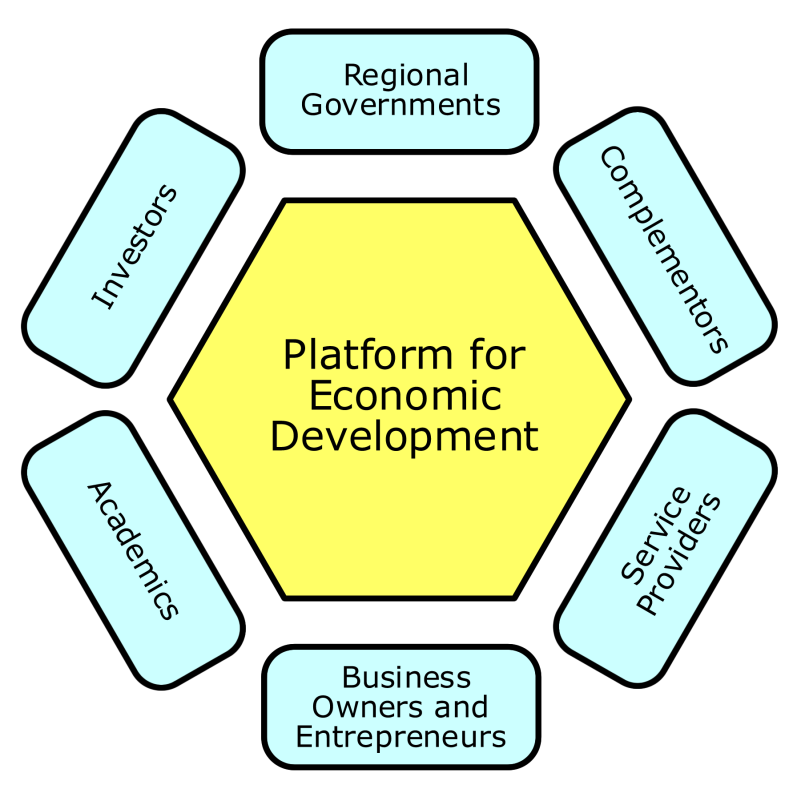 Regional
Governments
Investors
Complementors
Platform for
Economic
Development
Academics
Service
Providers
Business
Owners and
Entrepreneurs